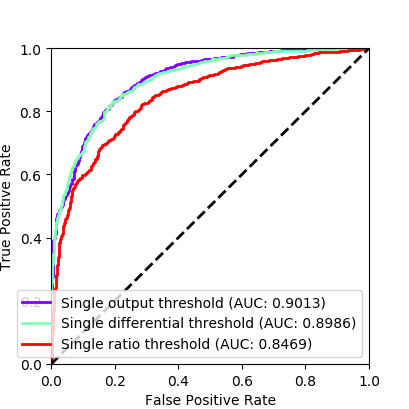 1.0
0.8
0.6
0.4
0.2
0.0
True Positive Rate
Single output threshold (AUC: 0.9013)
Single differential threshold (AUC: 0.8986)
Single ratio threshold (AUC: 0.8469)
0.0 0.2 0.4 0.6 0.8 1.0
False Positive Rate